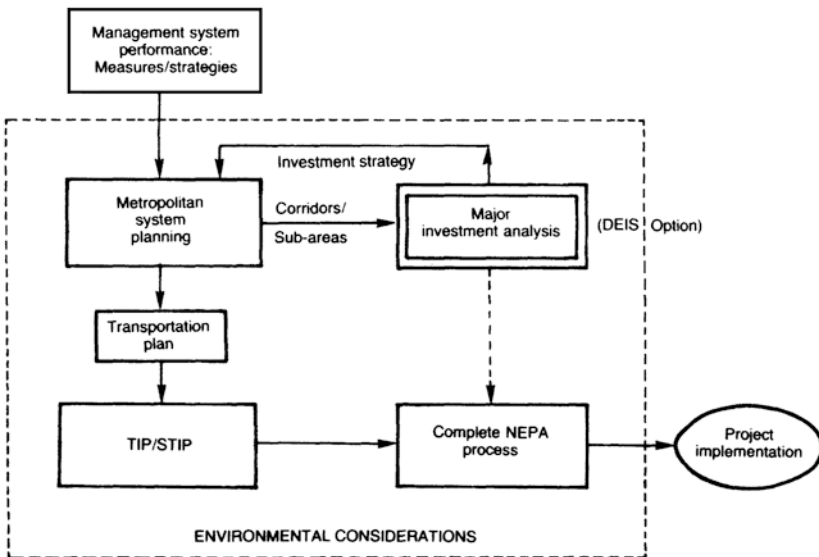 Management system
performance:
Measures/strategies
Investment strategy
Metropolitan
system
planning
Corridors/
Sub-areas
Major
investment analysis
(DEIS Option)
Transportation
plan
TIP/STIP
Complete NEPA
process
Project
implementation
ENVIRONMENTAL CONSIDERATIONS